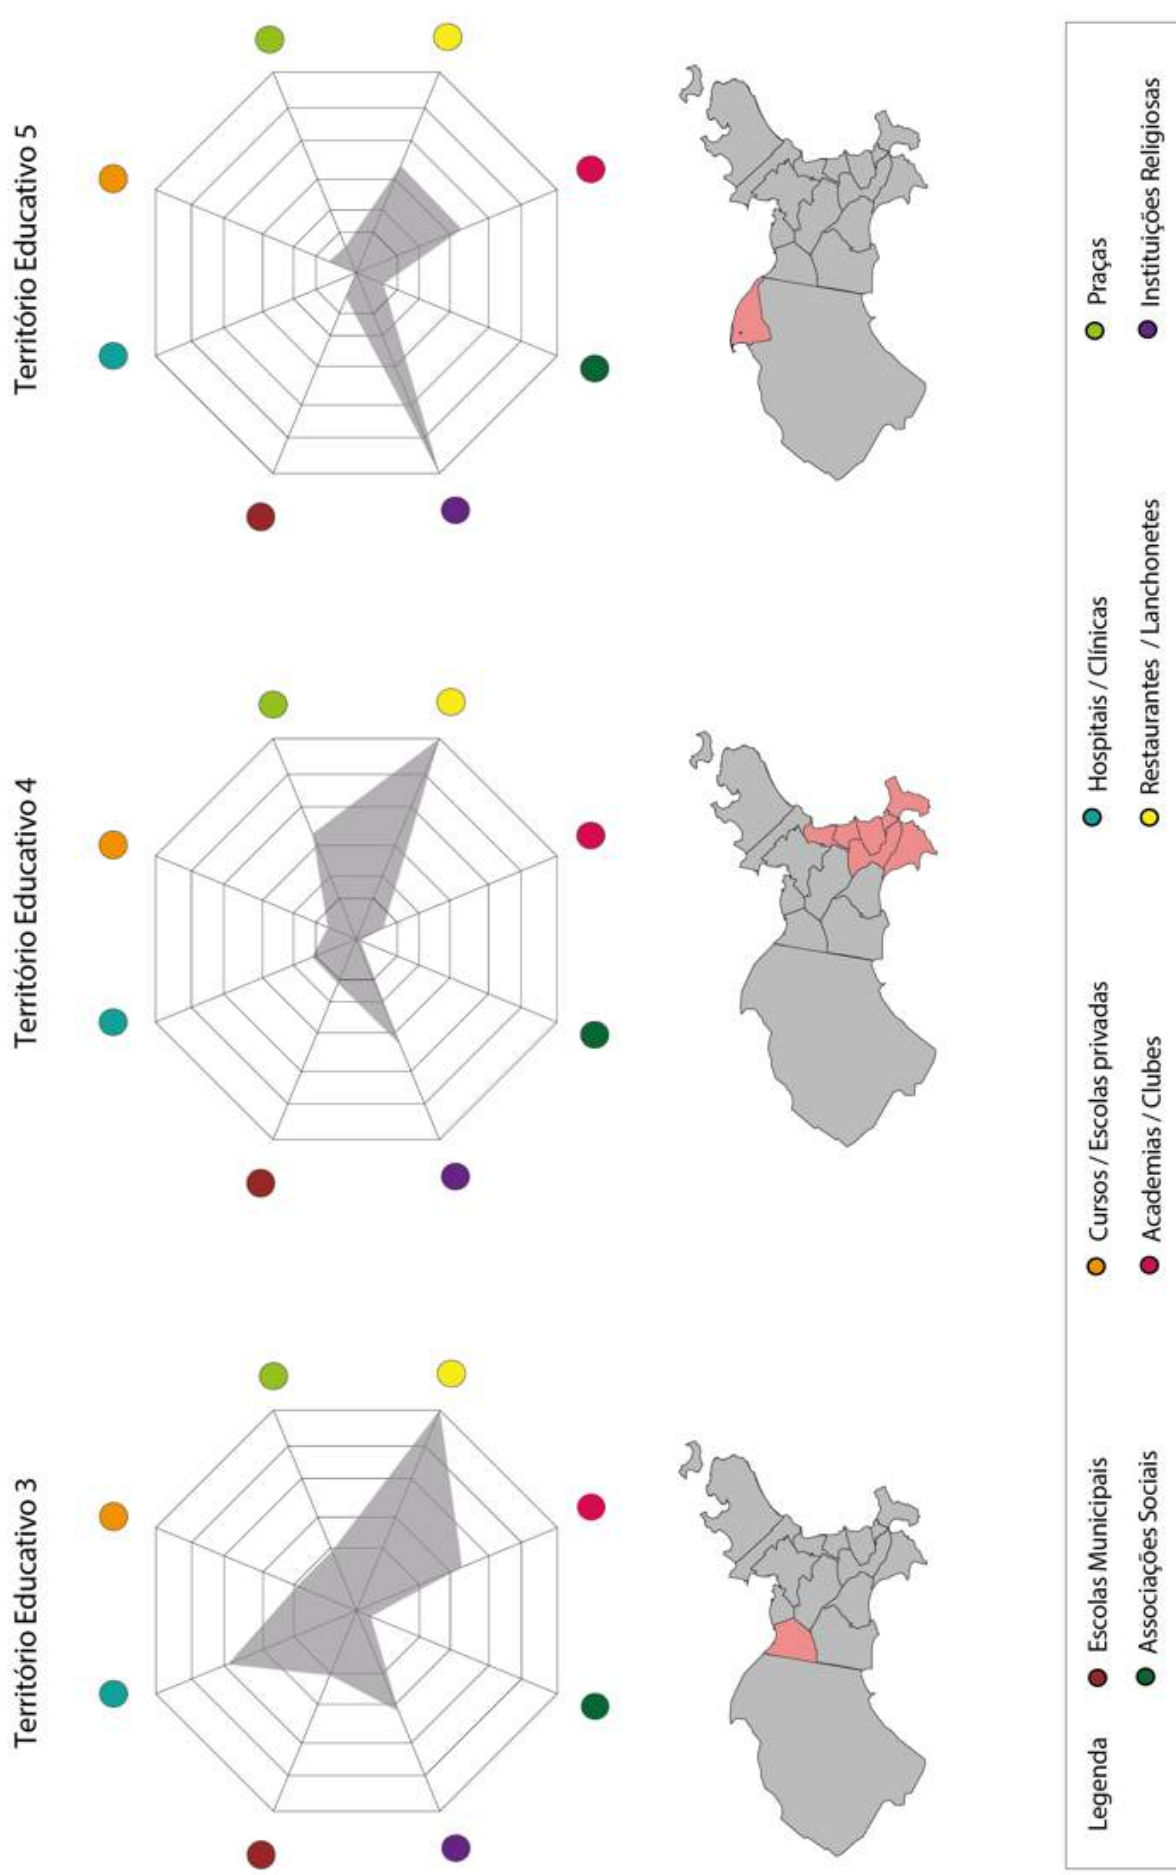 Território Educativo 3
Território Educativo 4
Território Educativo 5
Legenda
Escolas Municipais
Cursos / Escolas privadas
Hospitais / Clínicas
Praças
Associações Sociais
Academias / Clubes
Restaurantes / Lanchonetes
Instituições Religiosas